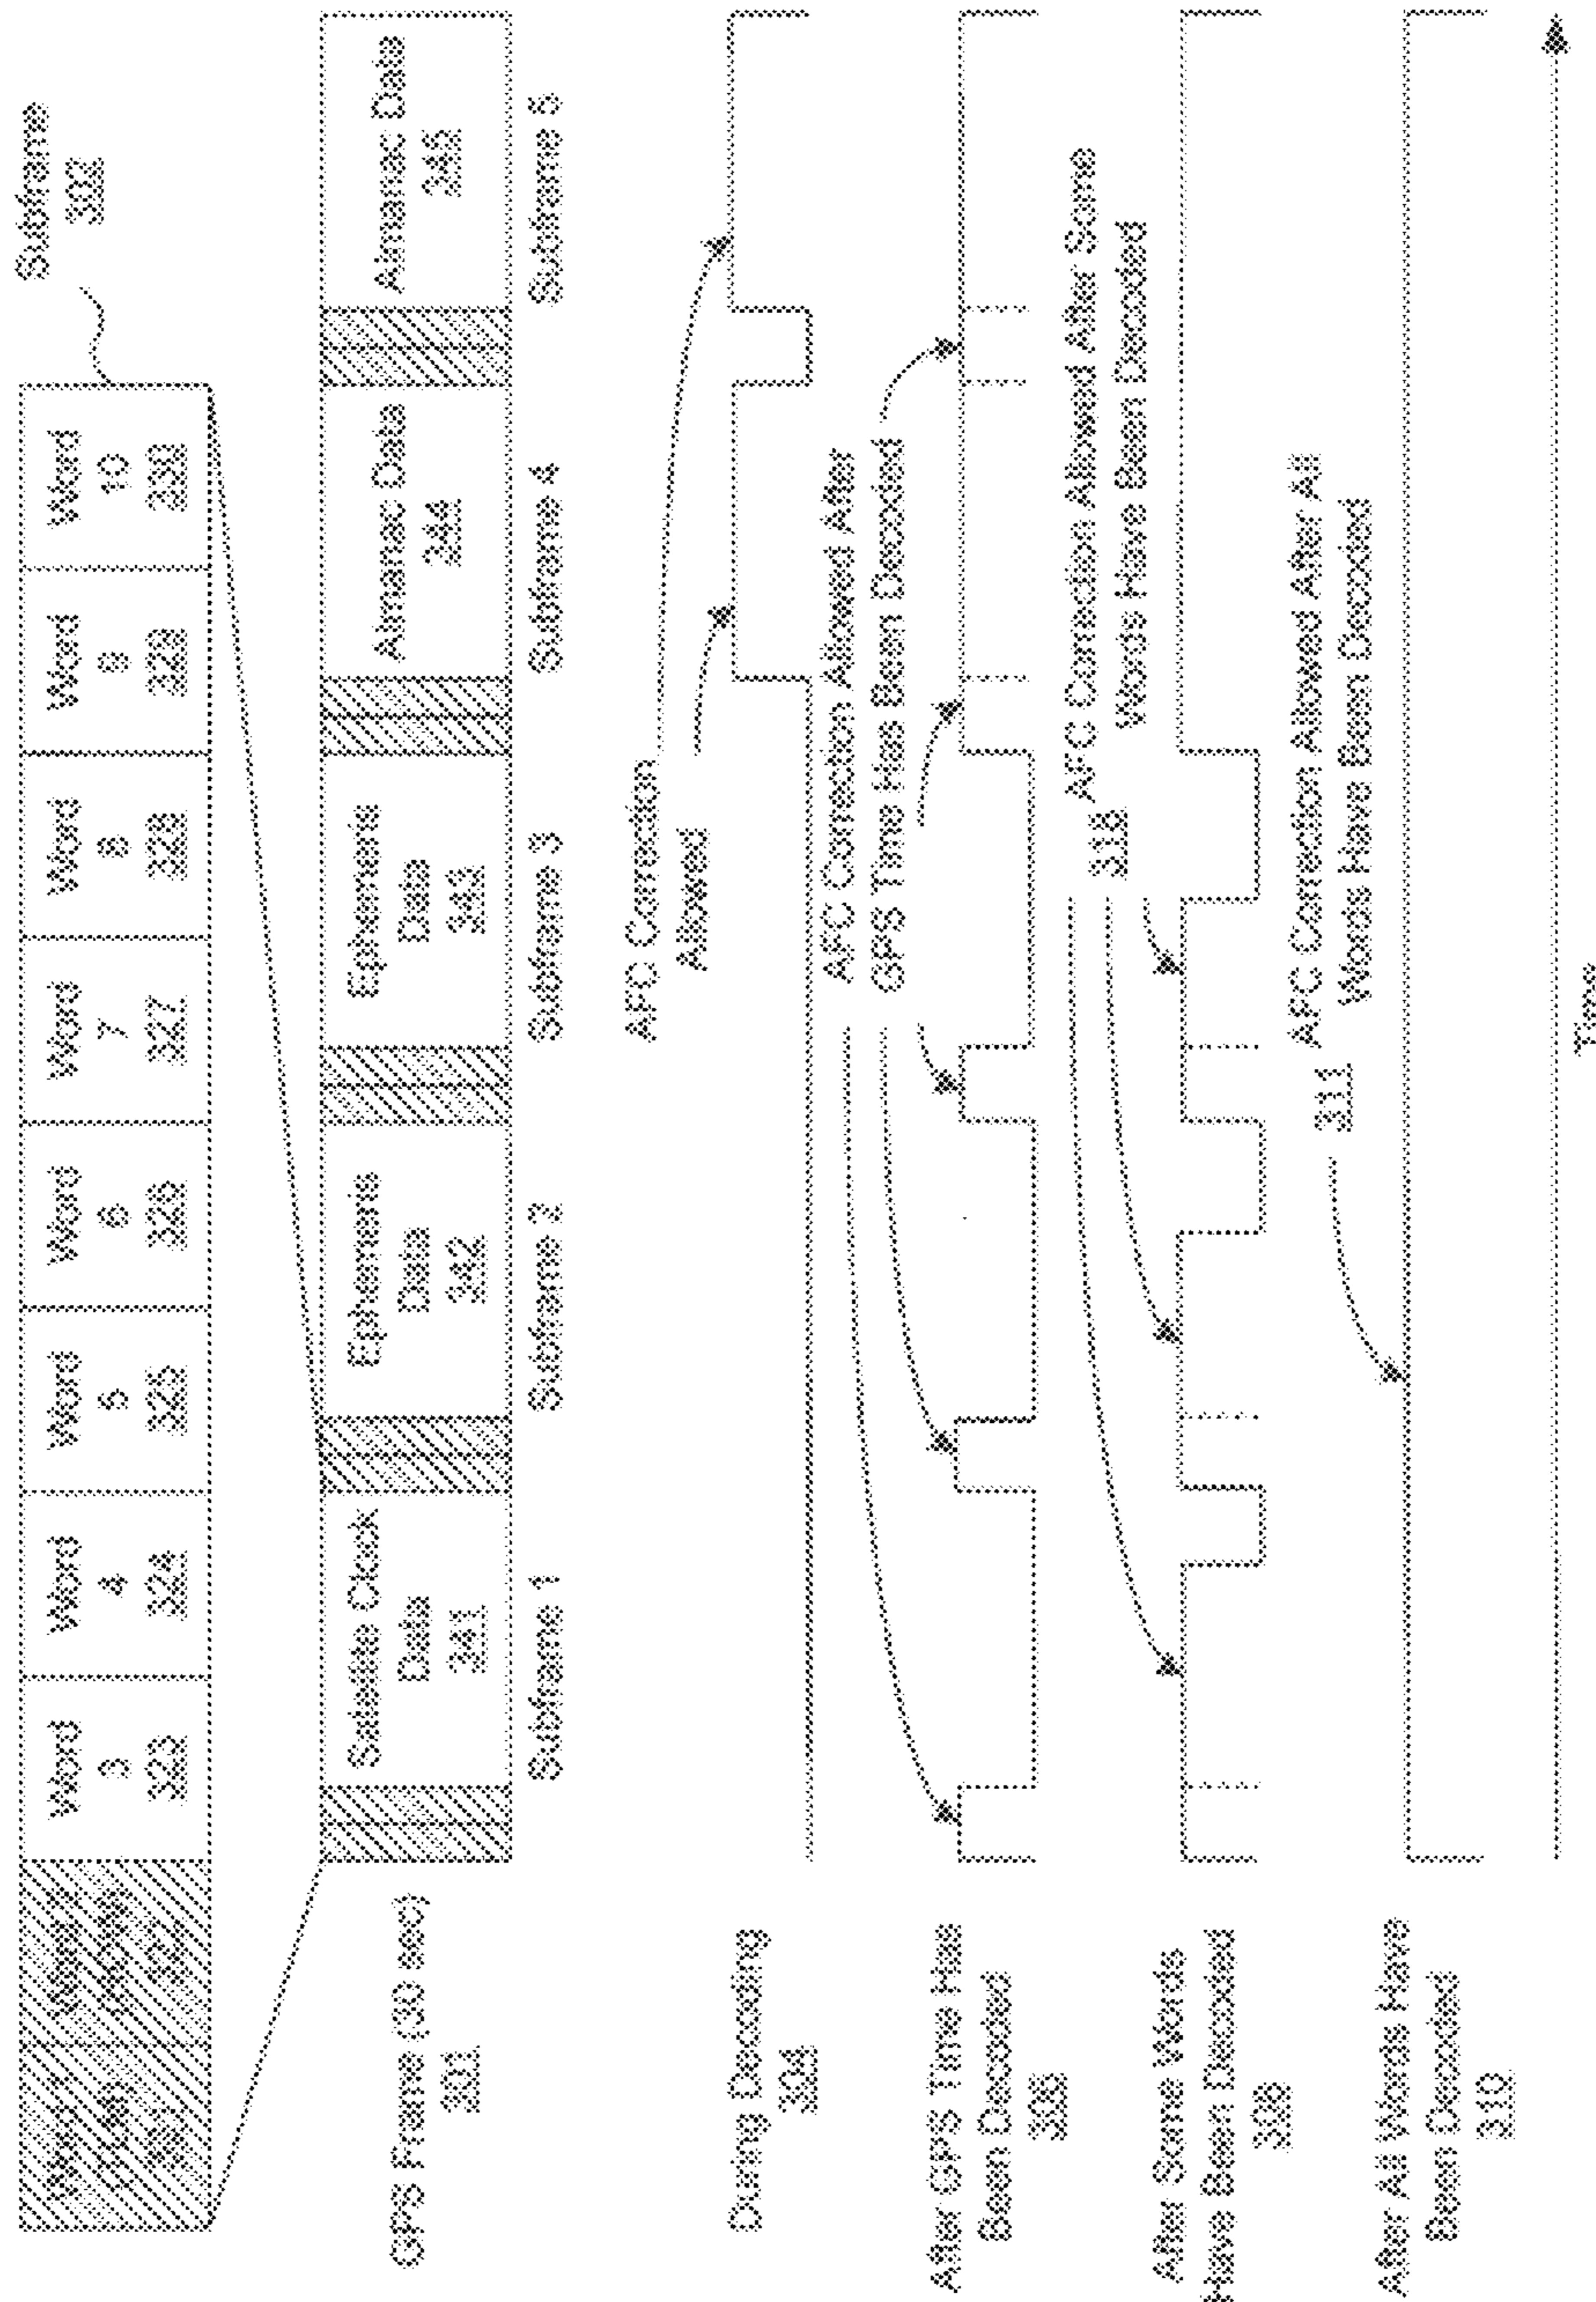 Subframe
302
Word
3
323
Word
4
324
Word
5
325
Word
6
326
Word
7
327
Word
8
328
Word
9
329
Word
10
330
GPS Frame (30 sec)
301
Satellite Clock
Data
341
Ephemeris
Data
342
Ephemeris
Data
343
Almanac Data
344
Almanac Data
345
Subframe 1
Subframe 2
Subframe 3
Subframe 4
Subframe 5
AFC Correction
Allowed
During Decoding
304
AFC Correction Allowed After
GPS Time Has Been Decoded
After GPS Time Has
Been Decoded
AFC Correction Allowed After Some
Words Have Been Decoded
After Some Words
Have Been Decoded
AFC Correction Allowed After All
Words Have Been Decoded
311
After All Words Have
Been Decoded
310
Time